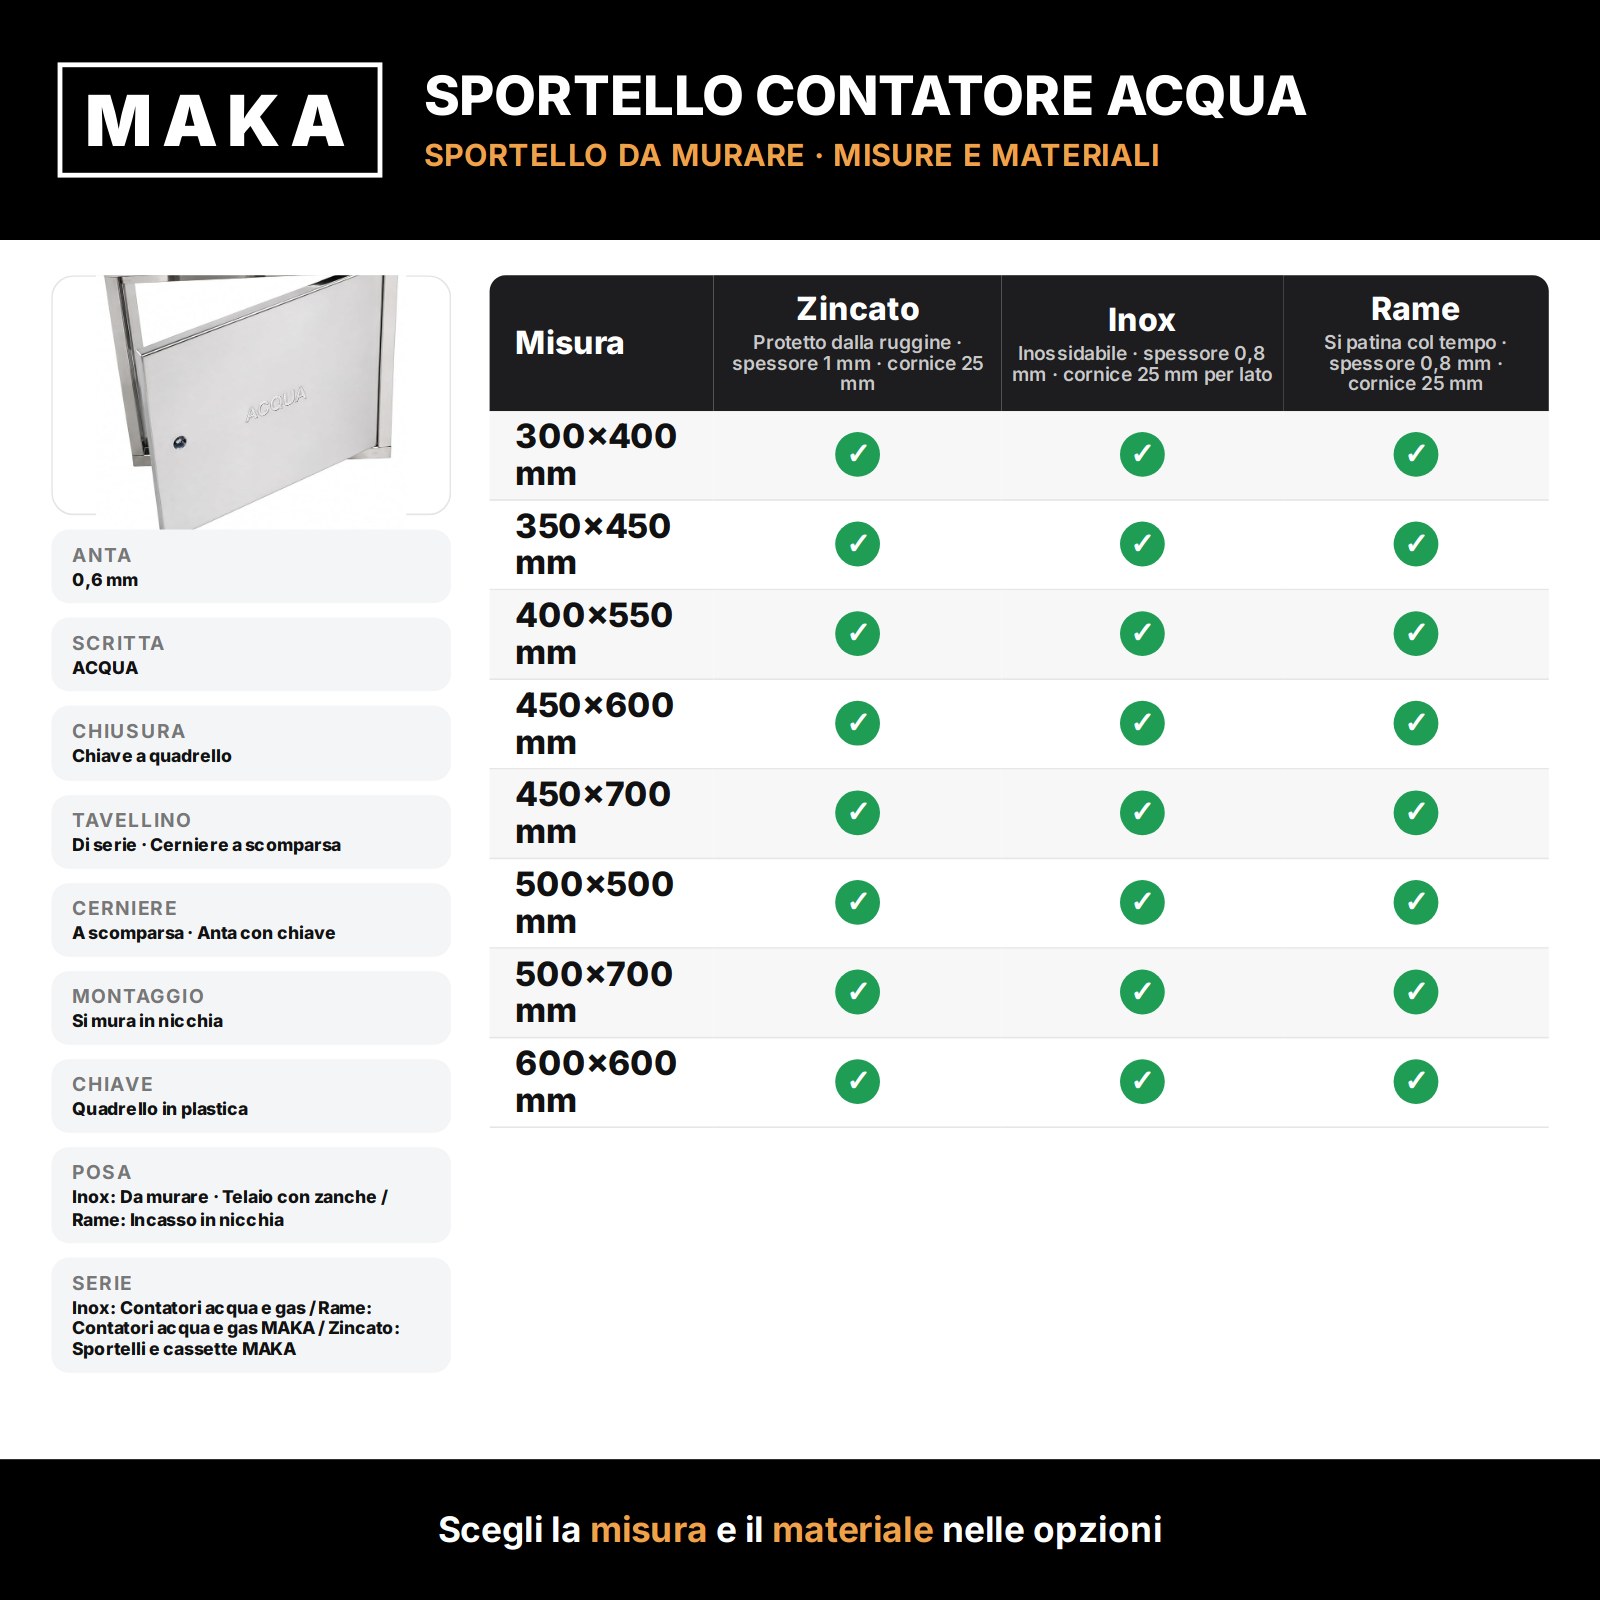 MAKA
SPORTELLO CONTATORE ACQUA
SPORTELLO DA MURARE · MISURE E MATERIALI
ACQUA
ANTA
0,6 mm
SCRITTA
ACQUA
CHIUSURA
Chiave a quadrello
TAVELLINO
Di serie · Cerniere a scomparsa
CERNIERE
A scomparsa · Anta con chiave
MONTAGGIO
Si mura in nicchia
CHIAVE
Quadrello in plastica
POSA
Inox: Da murare · Telaio con zanche /
Rame: Incasso in nicchia
SERIE
Inox: Contatori acqua e gas / Rame:
Contatori acqua e gas MAKA / Zincato:
Sportelli e cassette MAKA
Misura
Zincato
Protetto dalla ruggine ·
spessore 1 mm · cornice 25
mm
Inox
Inossidabile · spessore 0,8
mm · cornice 25 mm per lato
Rame
Si patina col tempo ·
spessore 0,8 mm ·
cornice 25 mm
300×400
mm
✓ ✓ ✓
350×450
mm
✓ ✓ ✓
400×550
mm
✓ ✓ ✓
450×600
mm
✓ ✓ ✓
450×700
mm
✓ ✓ ✓
500×500
mm
✓ ✓ ✓
500×700
mm
✓ ✓ ✓
600×600
mm
✓ ✓ ✓
Scegli la misura e il materiale nelle opzioni